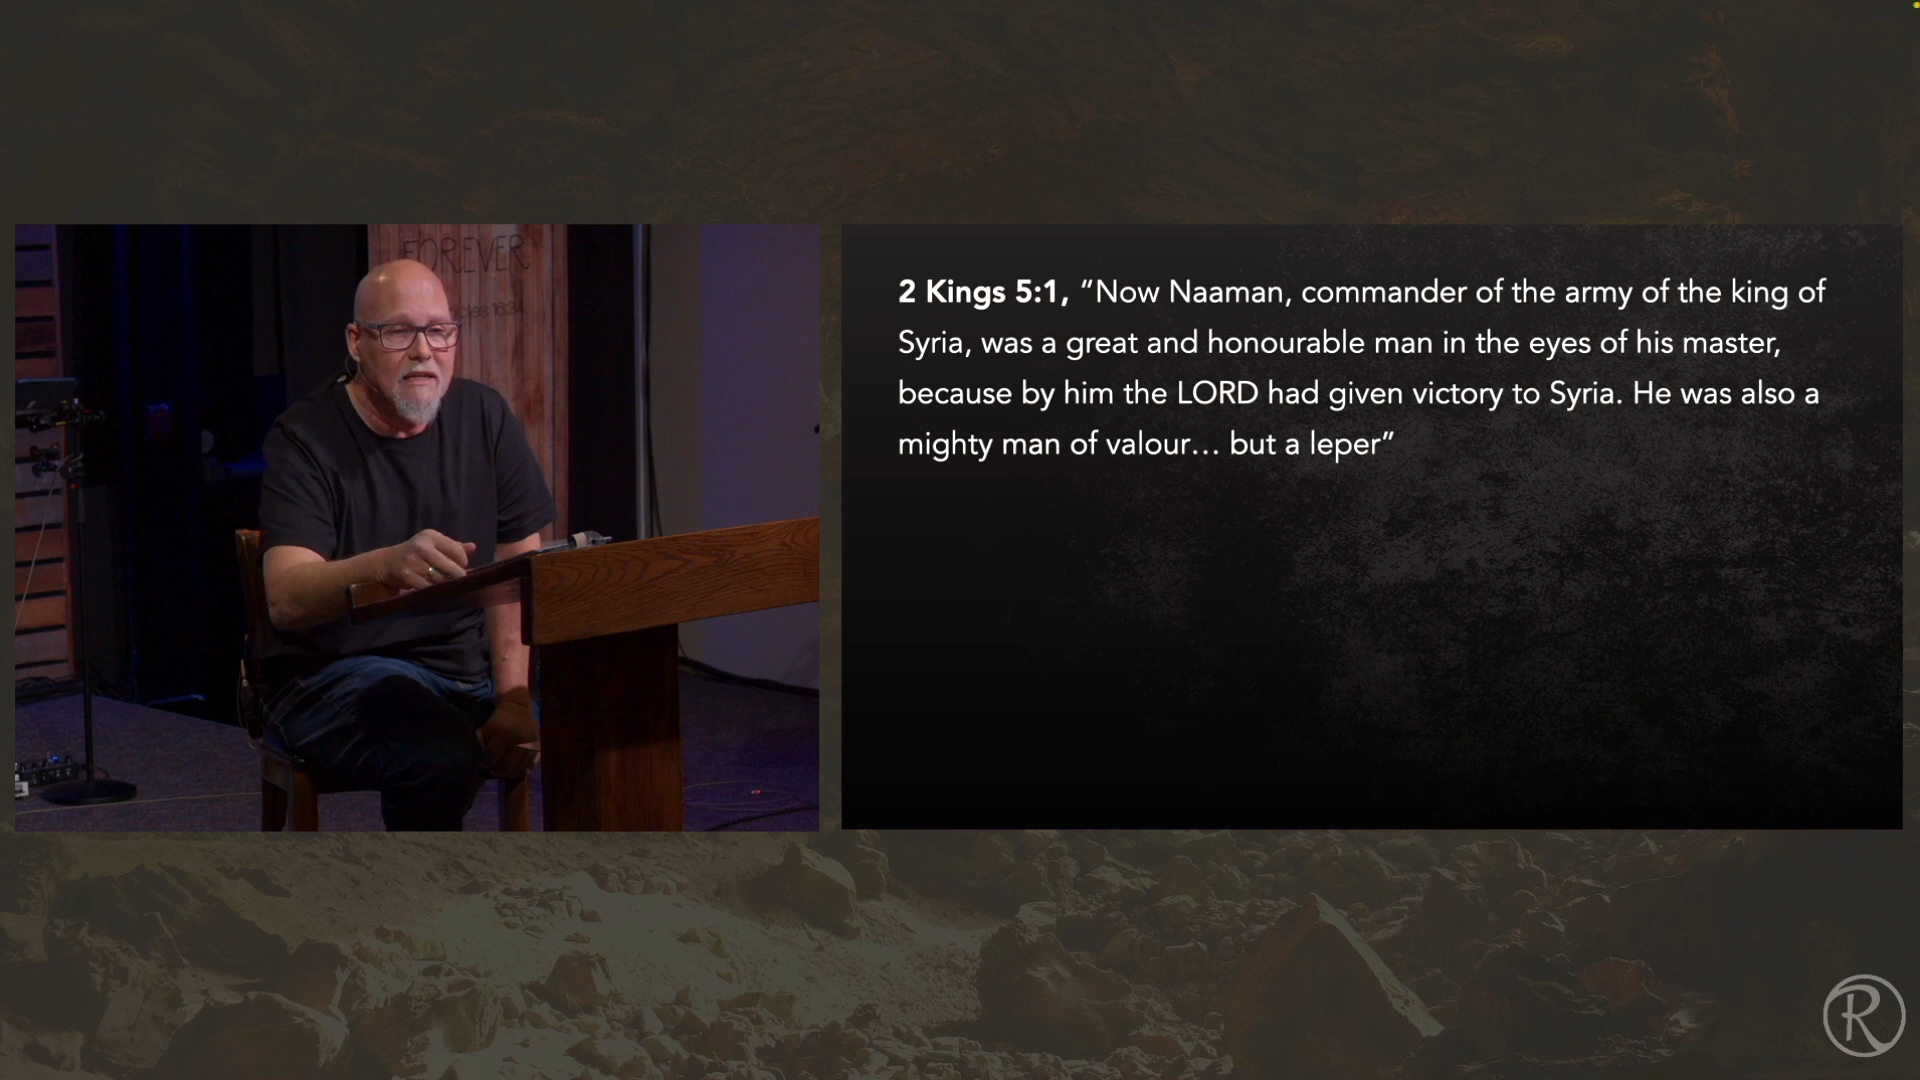 FOREVER
16:34
2 Kings 5:1, “Now Naaman, commander of the army of the king of
Syria, was a great and honourable man in the eyes of his master,
because by him the LORD had given victory to Syria. He was also a
mighty man of valour… but a leper”
R